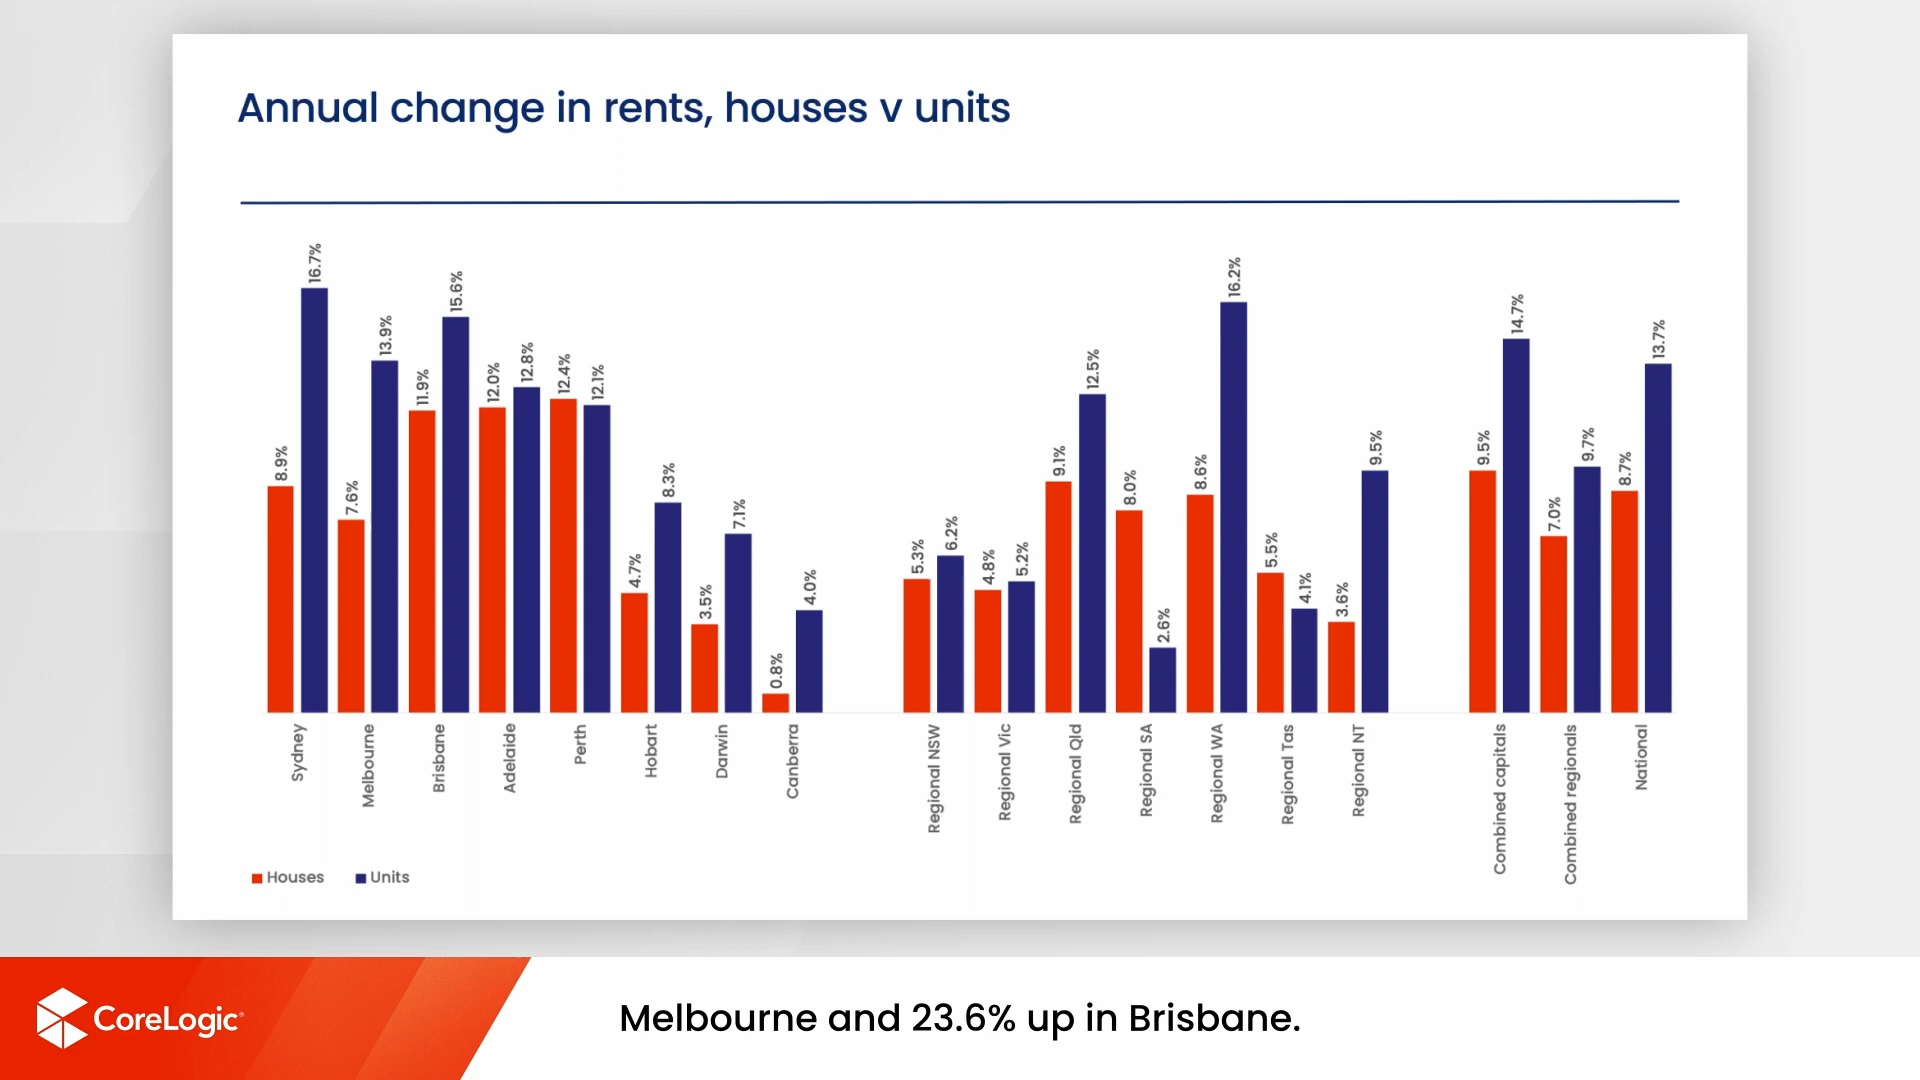 Annual change in rents, houses v units
8.9%
16.7%
7.6%
13.9%
11.9%
15.6%
12.0%
12.8%
12.4%
12.1%
4.7%
8.3%
3.5%
7.1%
0.8%
4.0%
5.3%
6.2%
4.8%
5.2%
9.1%
12.5%
8.0%
2.6%
8.6%
16.2%
5.5%
4.1%
3.6%
9.5%
9.5%
14.7%
7.0%
9.7%
8.7%
13.7%
Sydney
Melbourne
Brisbane
Adelaide
Perth
Hobart
Darwin
Canberra
Regional NSW
Regional Vic
Regional Qld
Regional SA
Regional WA
Regional Tas
Regional NT
Combined capitals
Combined regionals
National
Houses
Units
CoreLogic
Melbourne and 23.6% up in Brisbane.